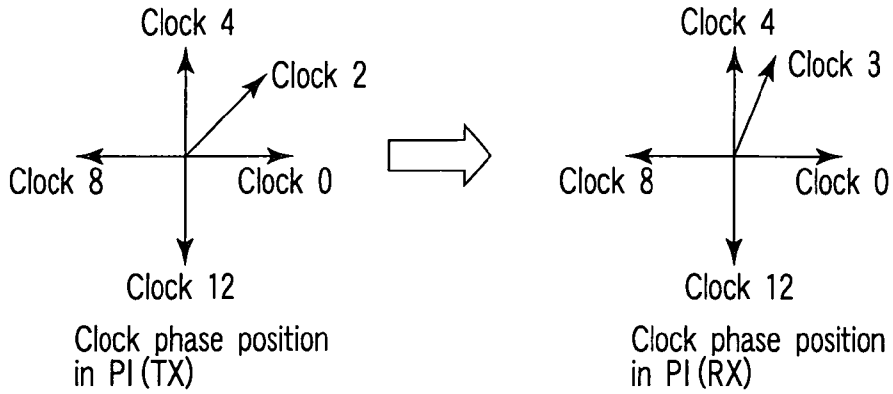 Clock 4
Clock 2
Clock 8
Clock 0
Clock 12
Clock phase position
in PI(TX)
Clock 4
Clock 3
Clock 8
Clock 0
Clock 12
Clock phase position
in PI(RX)